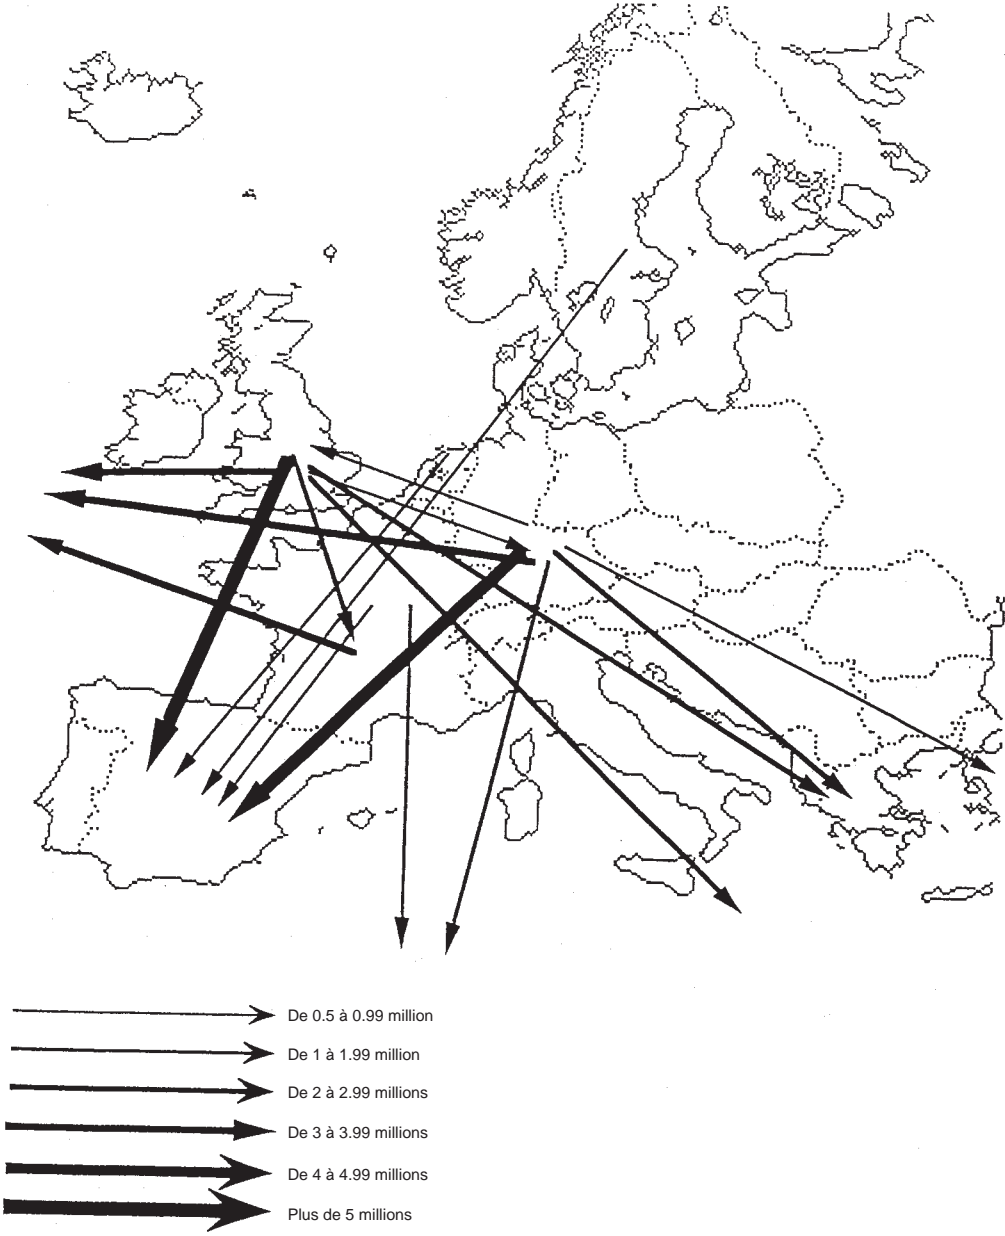 De 0.5 à 0.99 million
De 1 à 1.99 million
De 2 à 2.99 millions
De 3 à 3.99 millions
De 4 à 4.99 millions
Plus de 5 millions